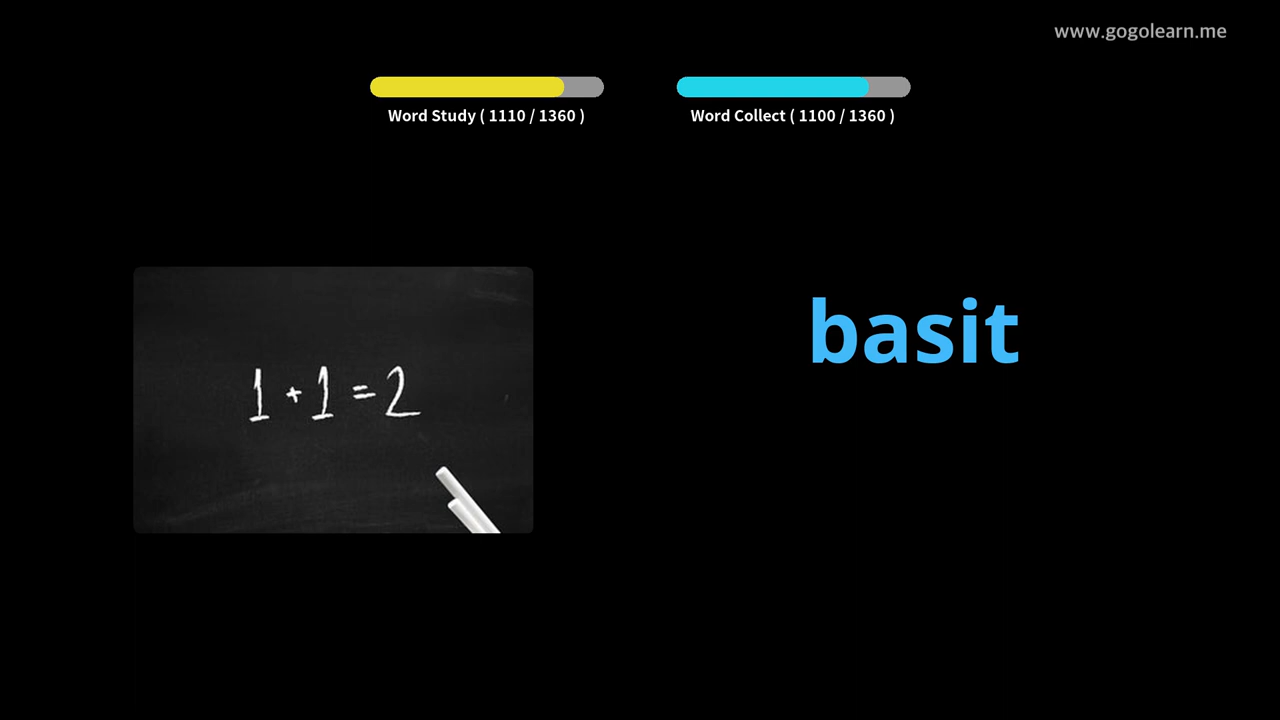 www.gogolearn.me
Word Study ( 1110 / 1360 )
Word Collect ( 1100 / 1360 )
basit
1 + 1 = 2